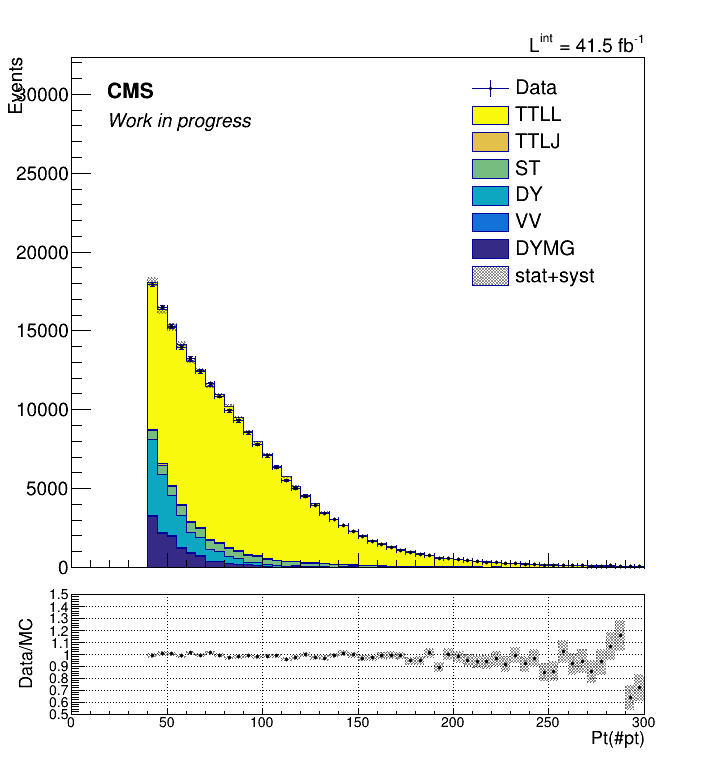 L^int = 41.5 fb^-1
Events
CMS
Work in progress
Data
TTLL
TTLJ
ST
DY
VV
DYMG
stat+syst
30000
25000
20000
15000
10000
5000
0
Data/MC
1.5
1.4
1.3
1.2
1.1
1
0.9
0.8
0.7
0.6
0.5
0 50 100 150 200 250 300
Pt(#pt)